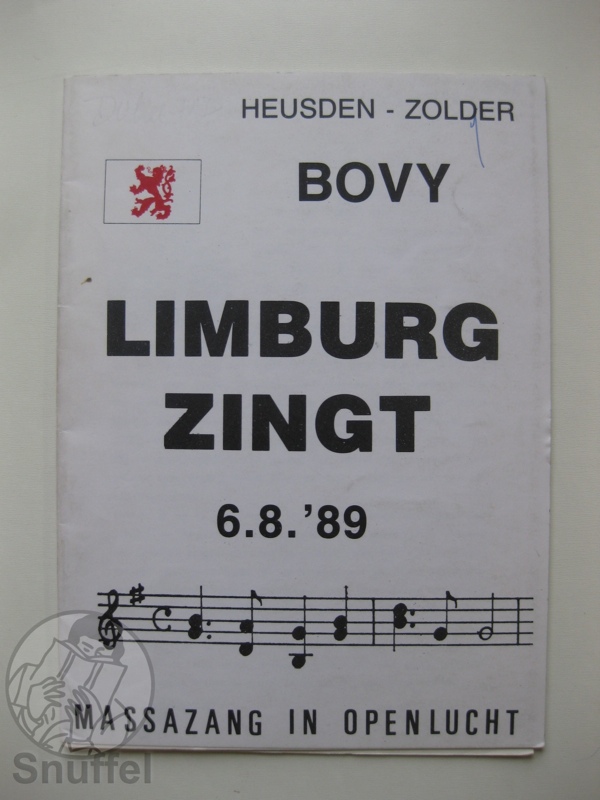 HEUSDEN - ZOLDER
BOVY
LIMBURG
ZINGT
6.8.'89
MASSAZANG IN OPENLUCHT
Snuffel